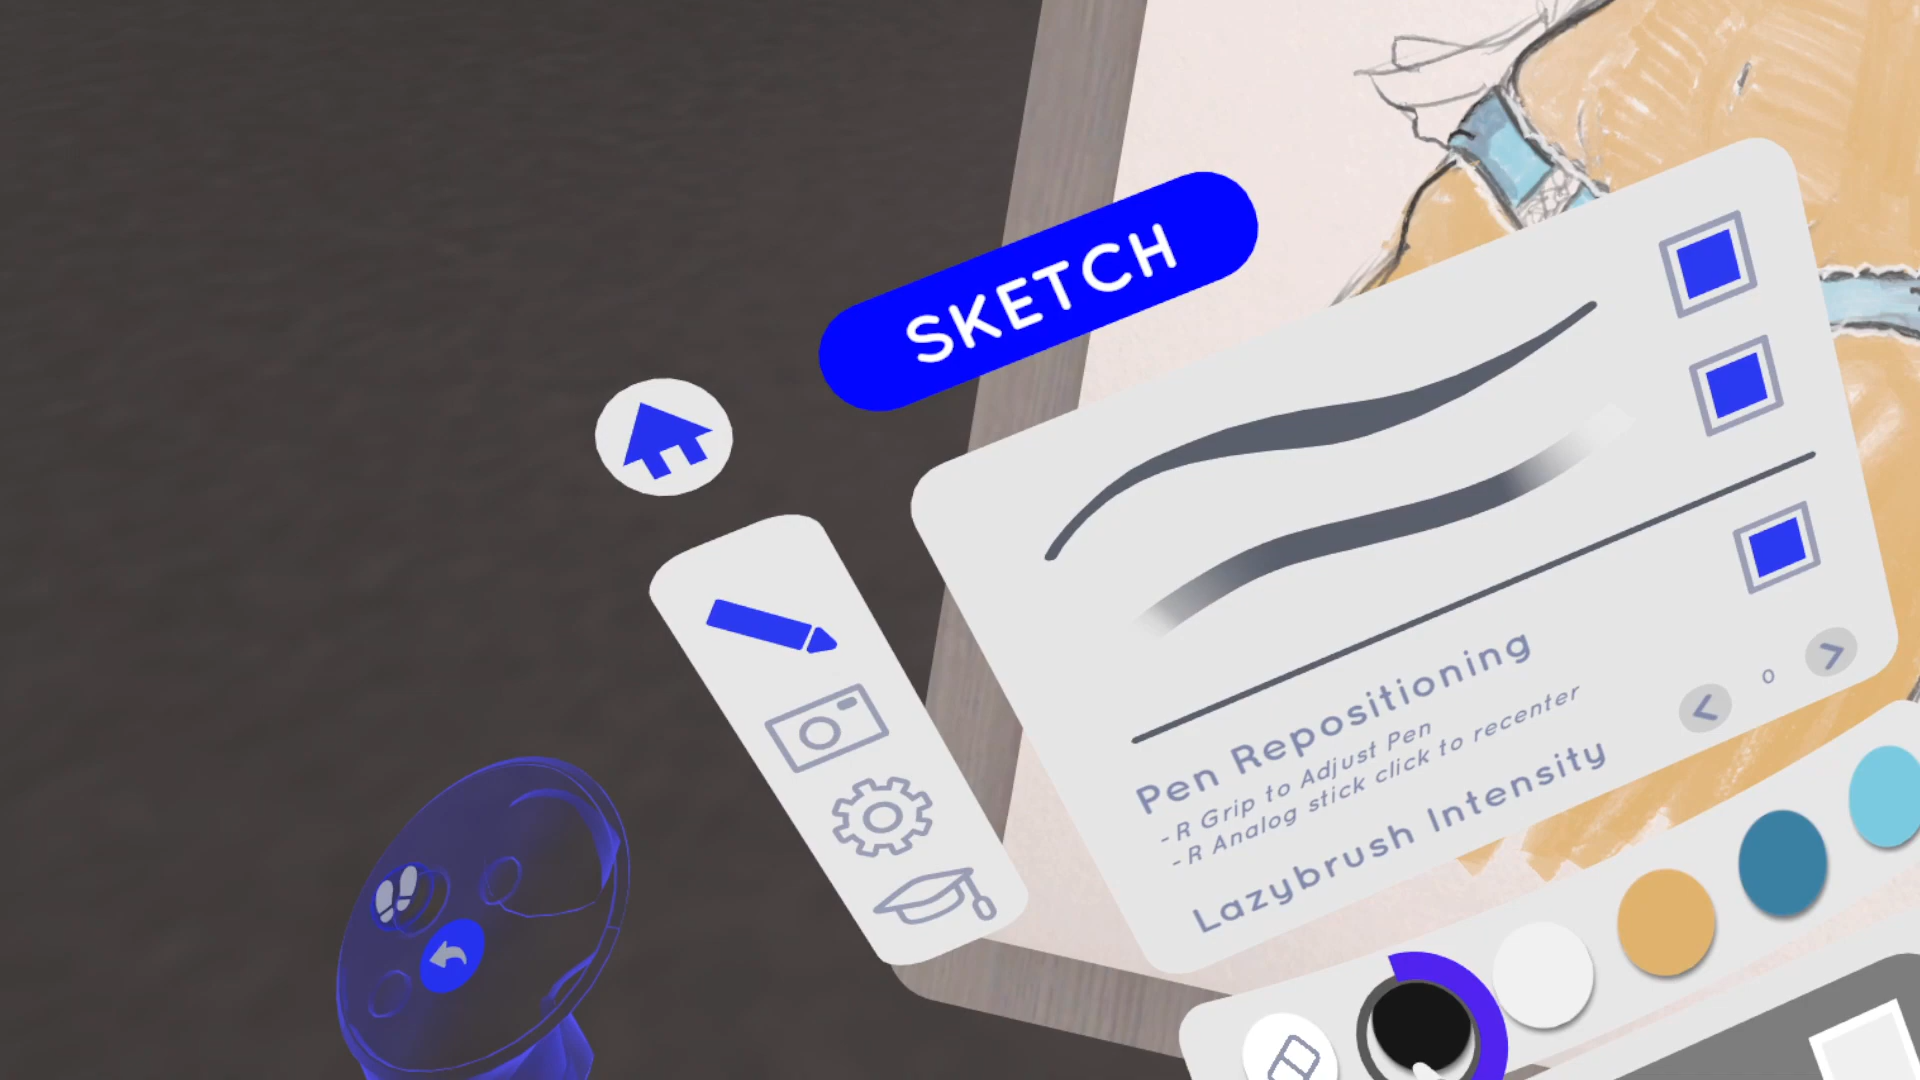 SKETCH
Pen Repositioning
- R Grip to Adjust Pen
- R Analog stick click to recenter
Lazybrush Intensity
< 0 >